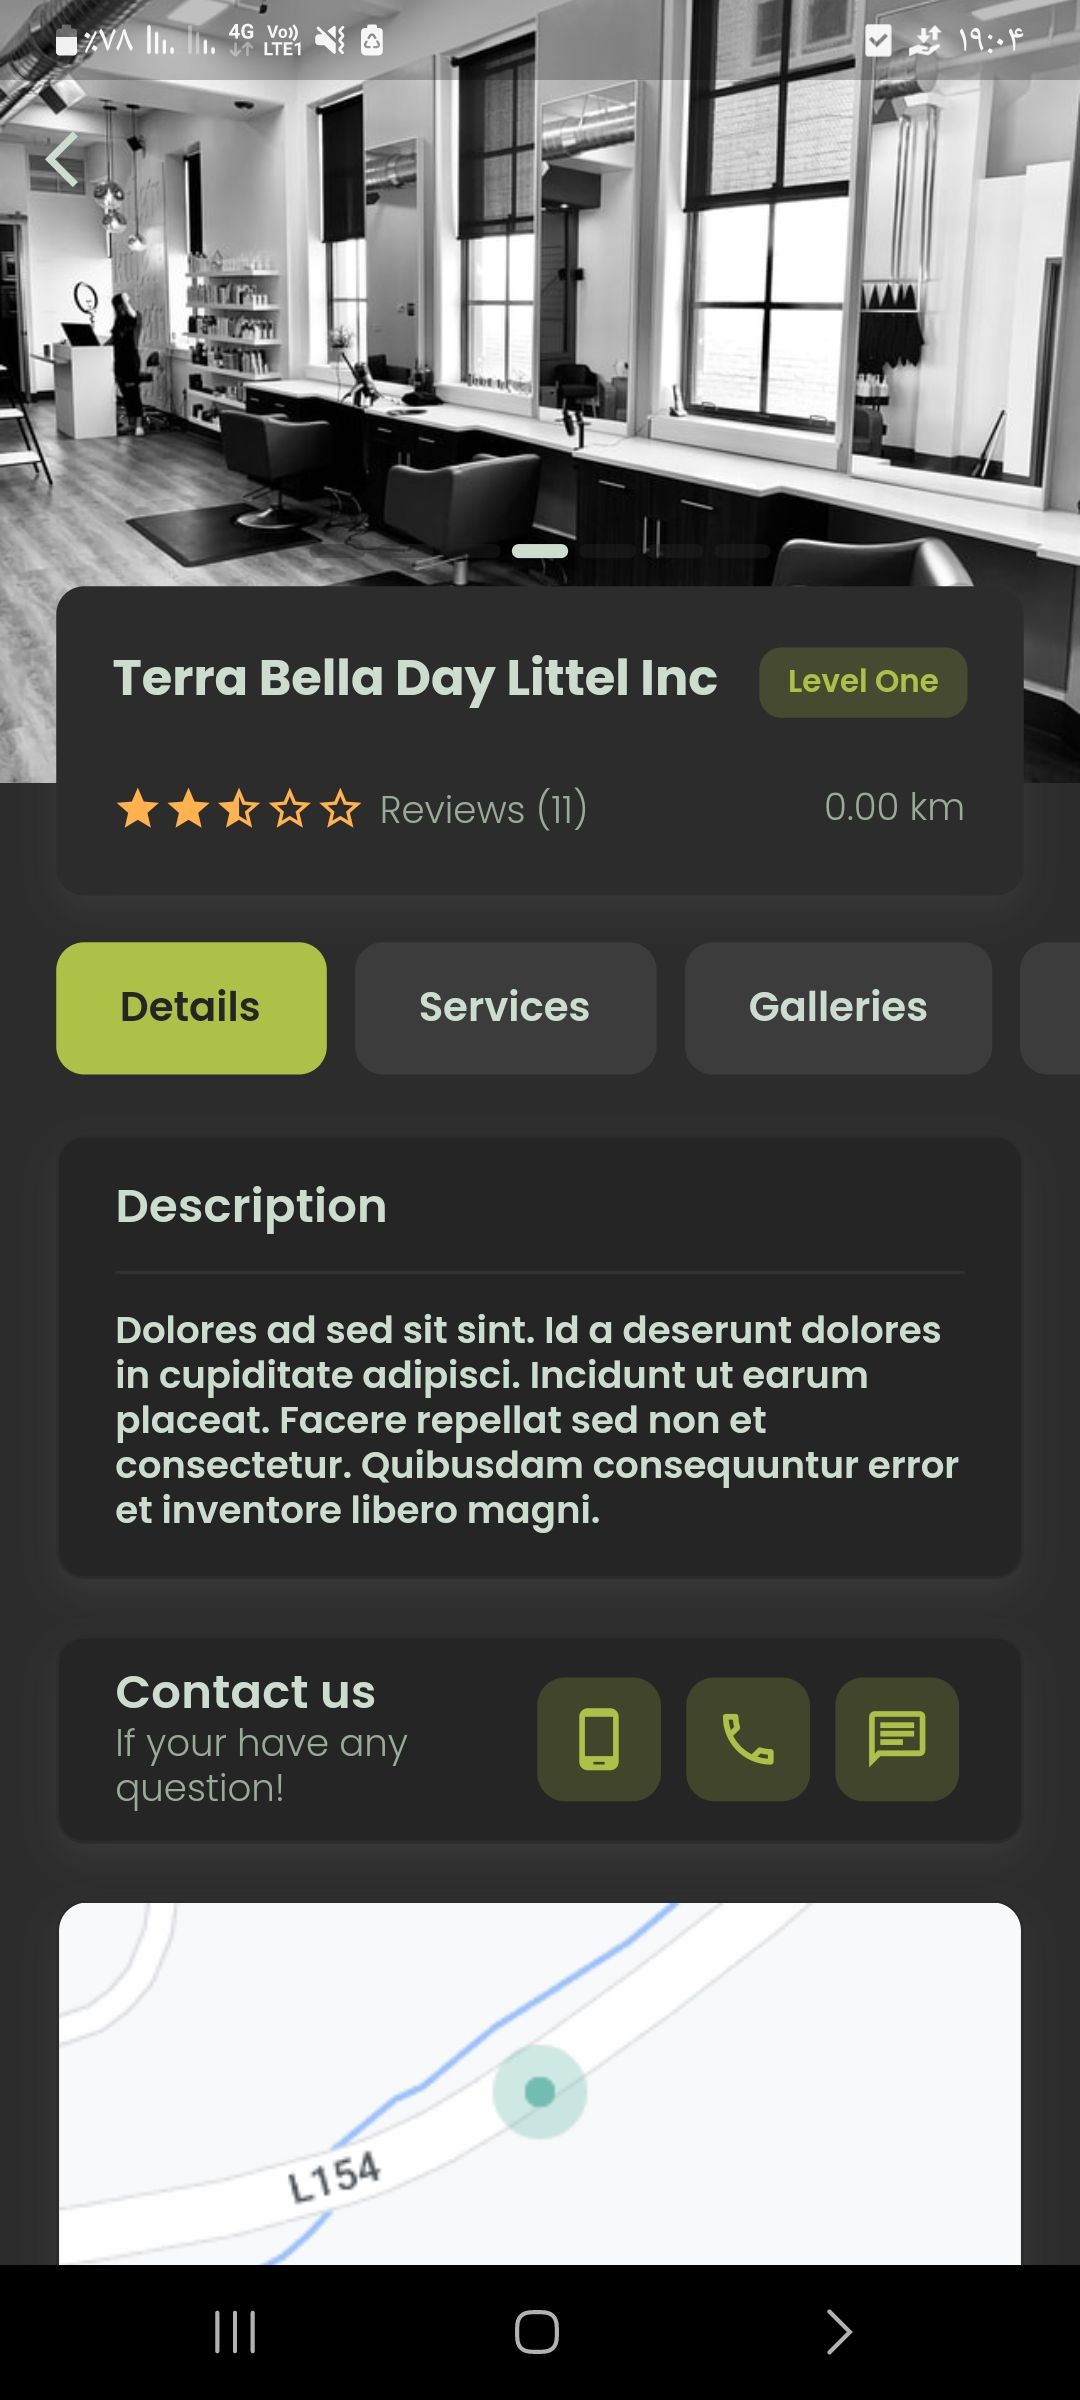 ٪۷۸ 4G Vo)) LTE1 ۱۹:۰۴
Terra Bella Day Littel Inc
Level One
Reviews (11)
0.00 km
Details
Services
Galleries
Description
Dolores ad sed sit sint. Id a deserunt dolores
in cupiditate adipisci. Incidunt ut earum
placeat. Facere repellat sed non et
consectetur. Quibusdam consequuntur error
et inventore libero magni.
Contact us
If your have any
question!
L154